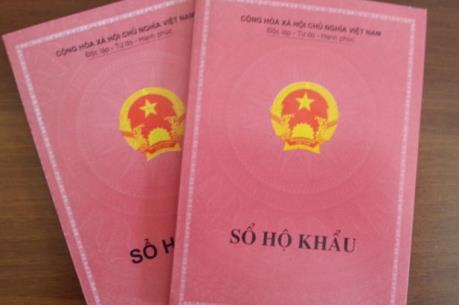 CỘNG HÒA XÃ HỘI CHỦ NGHĨA VIỆT NAM
Độc lập - Tự do - Hạnh phúc
SỔ H
CỘNG HÒA XÃ HỘI CHỦ NGHĨA VIỆT NAM
Độc lập - Tự do - Hạnh phúc
SỔ HỘ KHẨU